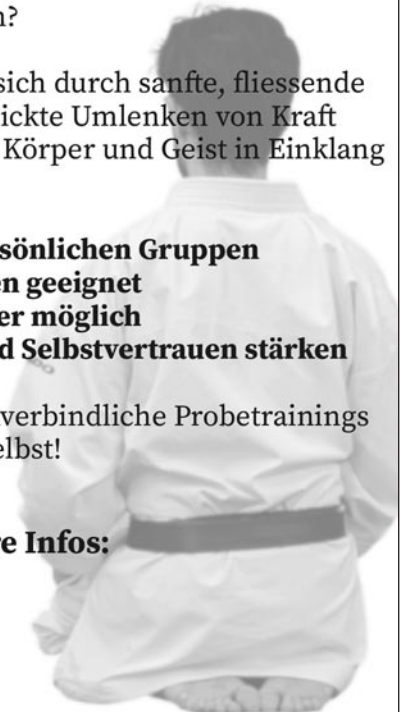 n?
sich durch sanfte, fliessende
ickte Umlenken von Kraft
Körper und Geist in Einklang
sönlichen Gruppen
en geeignet
er möglich
d Selbstvertrauen stärken
verbindliche Probetrainings
elbst!
e Infos: